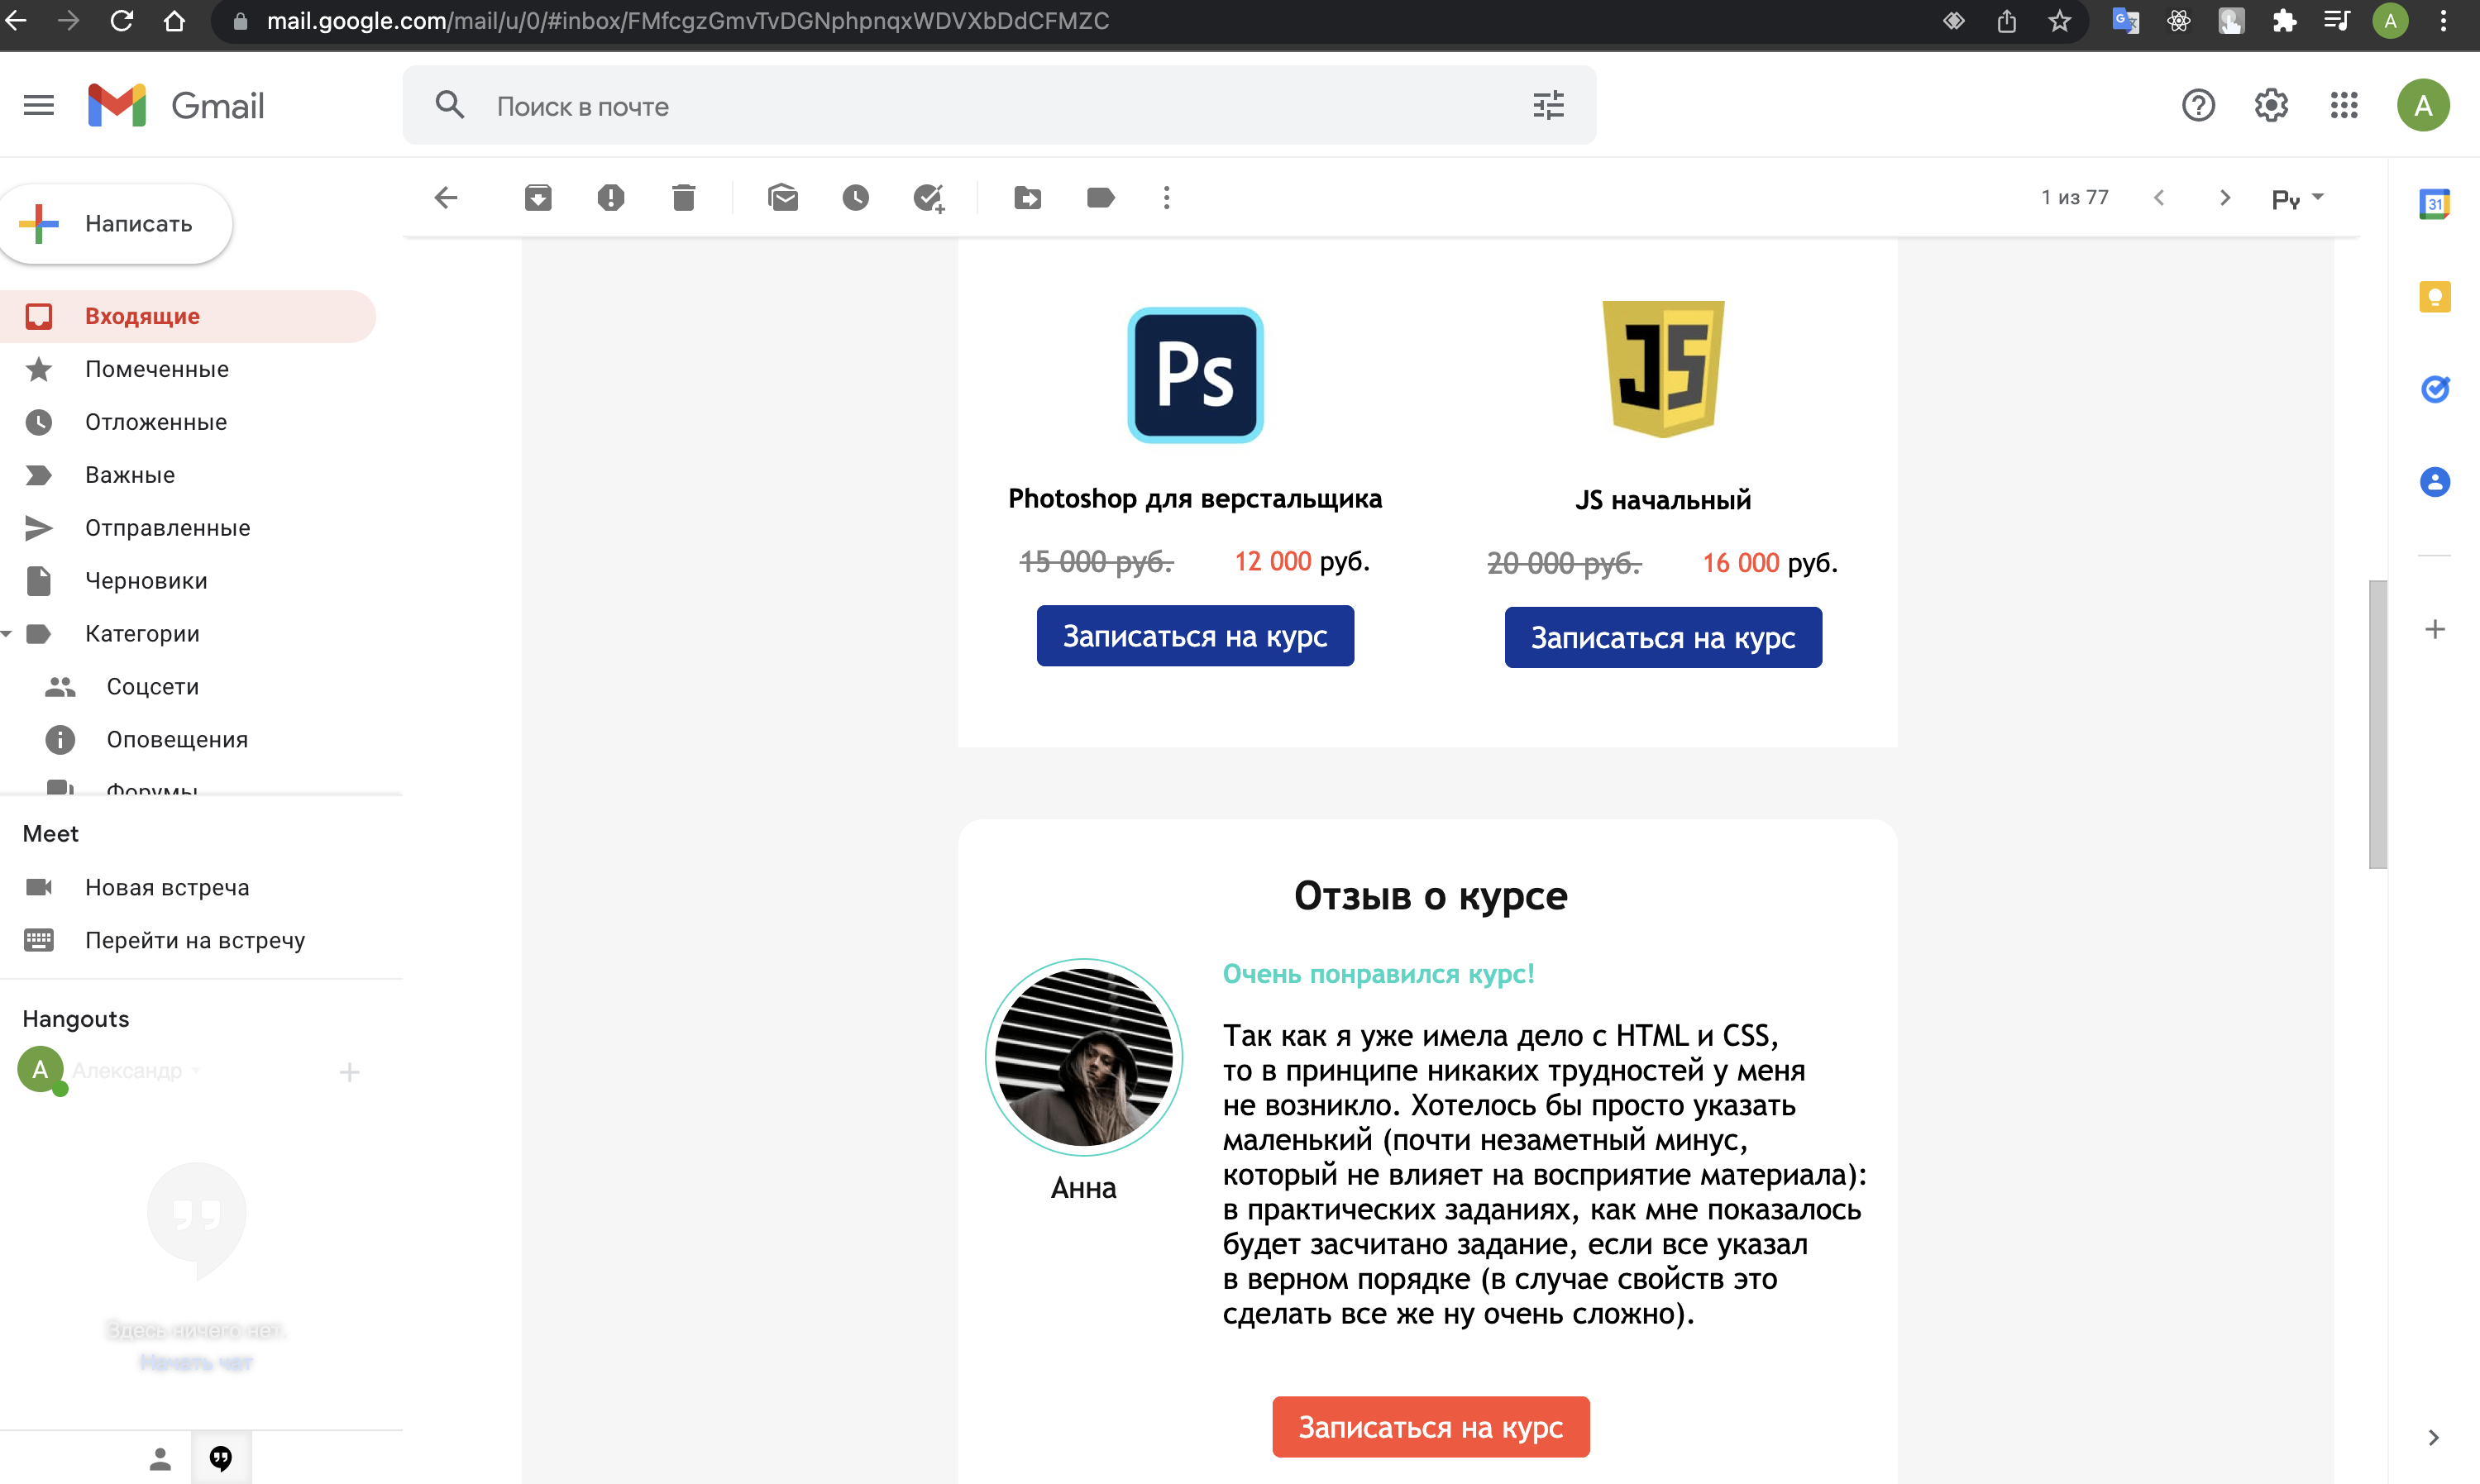 mail.google.com/mail/u/0/#inbox/FMfcgzGmvTvDGNphpnqxWDVXbDdCFMZC
A
Gmail
Поиск в почте
A
Написать
1 из 77
Ру
31
Входящие
Помеченные
Отложенные
Важные
Отправленные
Черновики
Категории
Соцсети
Оповещения
Форумы
Meet
Новая встреча
Перейти на встречу
Hangouts
A
Александр
Здесь ничего нет.
Начать чат
Ps
JS
Photoshop для верстальщика
JS начальный
15 000 руб. 12 000 руб.
20 000 руб. 16 000 руб.
Записаться на курс
Записаться на курс
Отзыв о курсе
Анна
Очень понравился курс!
Так как я уже имела дело с HTML и CSS,
то в принципе никаких трудностей у меня
не возникло. Хотелось бы просто указать
маленький (почти незаметный минус,
который не влияет на восприятие материала):
в практических заданиях, как мне показалось
будет засчитано задание, если все указал
в верном порядке (в случае свойств это
сделать все же ну очень сложно).
Записаться на курс